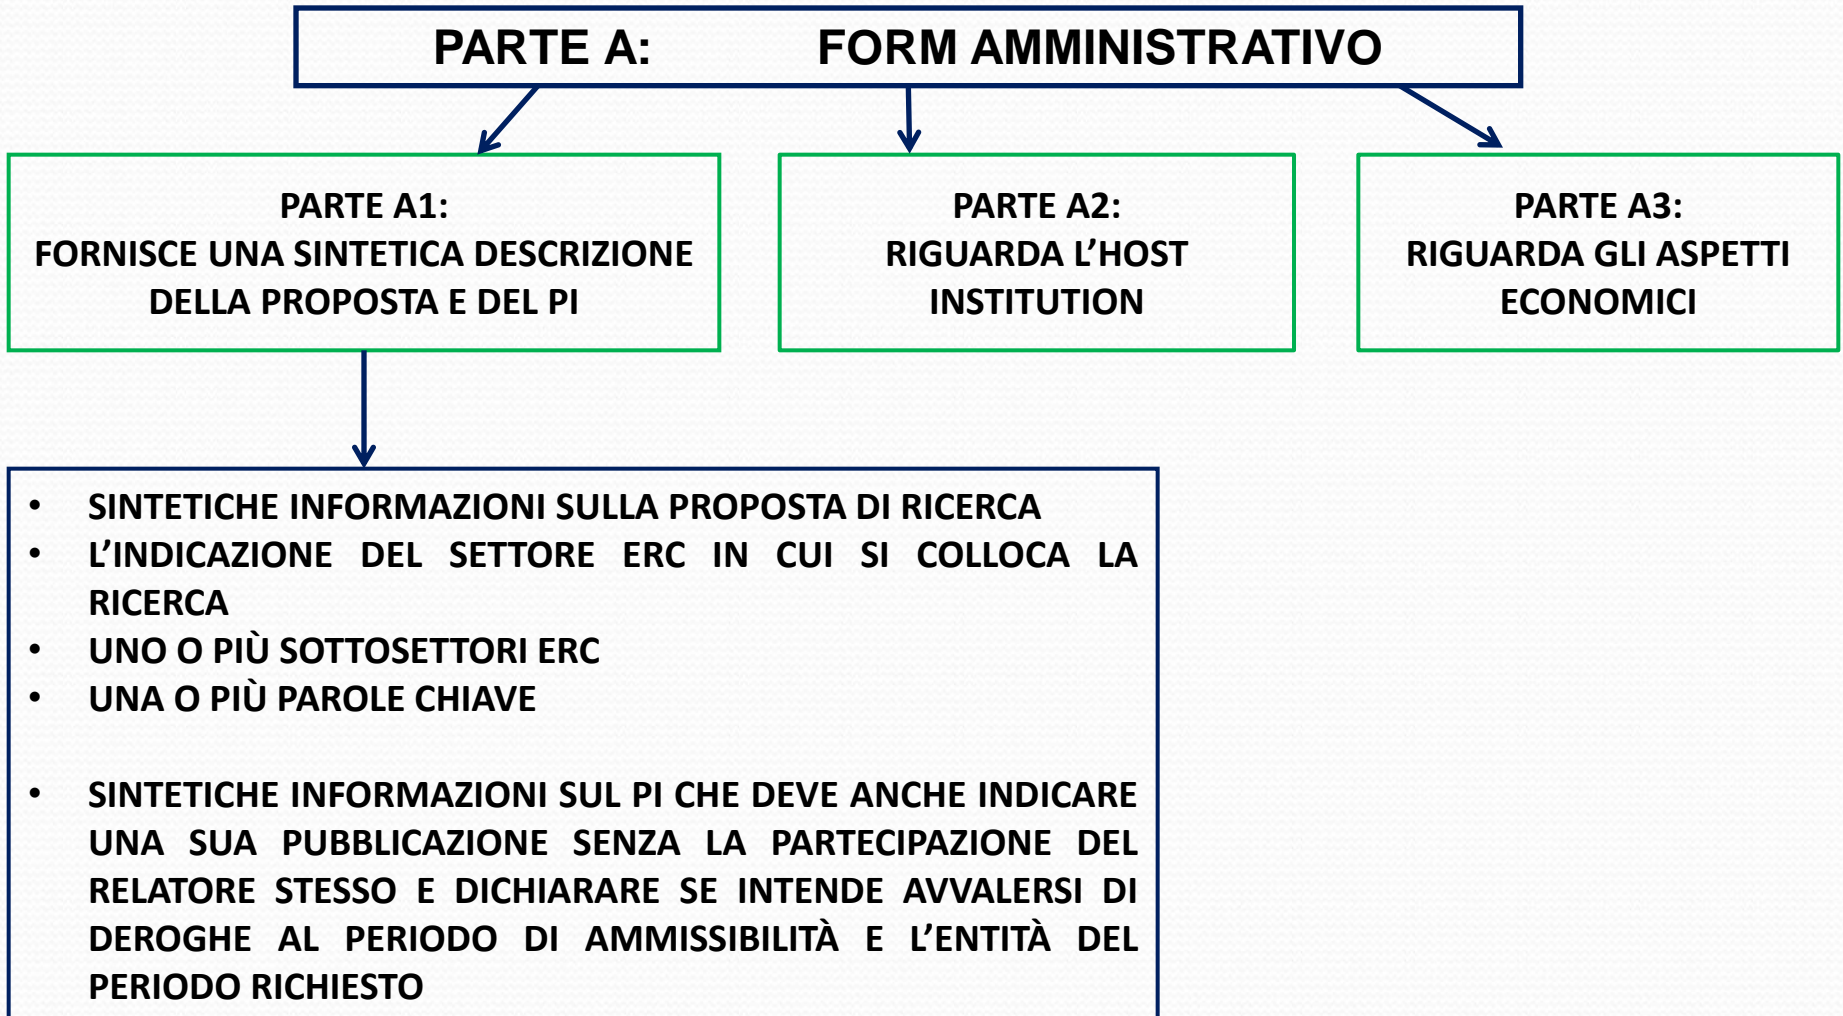 PARTE A: FORM AMMINISTRATIVO
PARTE A1:
FORNISCE UNA SINTETICA DESCRIZIONE
DELLA PROPOSTA E DEL PI
PARTE A2:
RIGUARDA L’HOST
INSTITUTION
PARTE A3:
RIGUARDA GLI ASPETTI
ECONOMICI
• SINTETICHE INFORMAZIONI SULLA PROPOSTA DI RICERCA
• L’INDICAZIONE DEL SETTORE ERC IN CUI SI COLLOCA LA
RICERCA
• UNO O PIÙ SOTTOSETTORI ERC
• UNA O PIÙ PAROLE CHIAVE
• SINTETICHE INFORMAZIONI SUL PI CHE DEVE ANCHE INDICARE
UNA SUA PUBBLICAZIONE SENZA LA PARTECIPAZIONE DEL
RELATORE STESSO E DICHIARARE SE INTENDE AVVALERSI DI
DEROGHE AL PERIODO DI AMMISSIBILITÀ E L’ENTITÀ DEL
PERIODO RICHIESTO